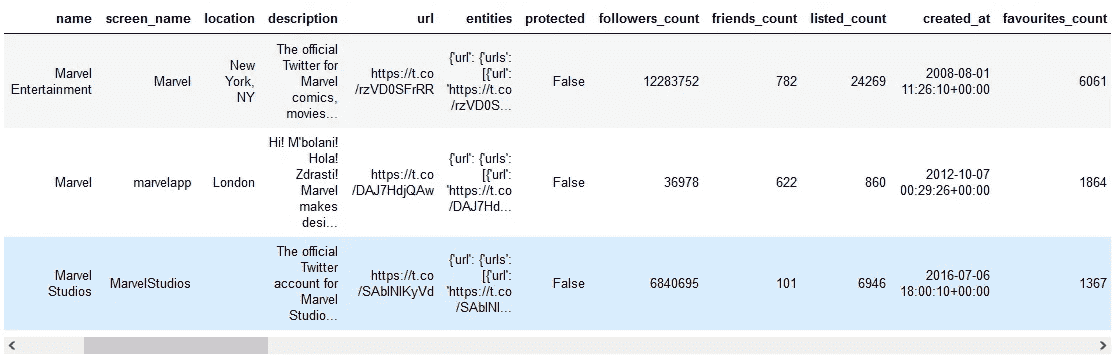 name screen_name location description url entities protected followers_count friends_count listed_count created_at favourites_count
The official
Twitter for
Marvel
comics,
movies...
Marvel
Entertainment
Marvel
New
York,
NY
https://t.co
/rzVD0SFrRR
{'url': {'urls':
[{'url':
'https://t.co
/rzVD0S...
False
12283752
782
24269
2008-08-01
11:26:10+00:00
6061
Hi! M'bolani!
Hola!
Zdrasti!
Marvel
makes
desi...
Marvel
marvelapp
London
https://t.co
/DAJ7HdjQAw
{'url': {'urls':
[{'url':
'https://t.co
/DAJ7Hd...
False
36978
622
860
2012-10-07
00:29:26+00:00
1864
The official
Twitter
account for
Marvel
Studio...
Marvel
Studios
MarvelStudios
https://t.co
/SAblNlKyVd
{'url': {'urls':
[{'url':
'https://t.co
/SAblNl...
False
6840695
101
6946
2016-07-06
18:00:10+00:00
1367